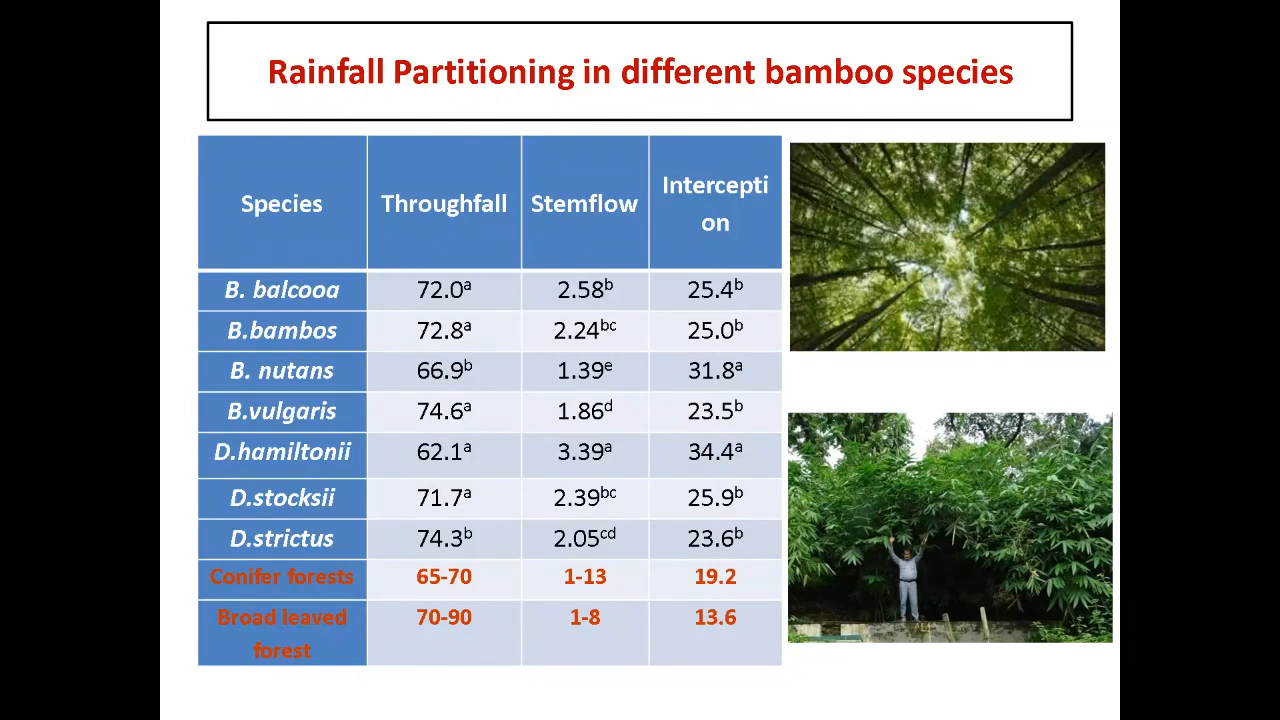 Rainfall Partitioning in different bamboo species
Species Throughfall Stemflow Intercepti
on
B. balcooa 72.0ᵃ 2.58ᵇ 25.4ᵇ
B.bambos 72.8ᵃ 2.24ᵇᶜ 25.0ᵇ
B. nutans 66.9ᵇ 1.39ᵉ 31.8ᵃ
B.vulgaris 74.6ᵃ 1.86ᵈ 23.5ᵇ
D.hamiltonii 62.1ᵃ 3.39ᵃ 34.4ᵃ
D.stocksii 71.7ᵃ 2.39ᵇᶜ 25.9ᵇ
D.strictus 74.3ᵇ 2.05ᶜᵈ 23.6ᵇ
Conifer forests 65-70 1-13 19.2
Broad leaved 70-90 1-8 13.6
forest